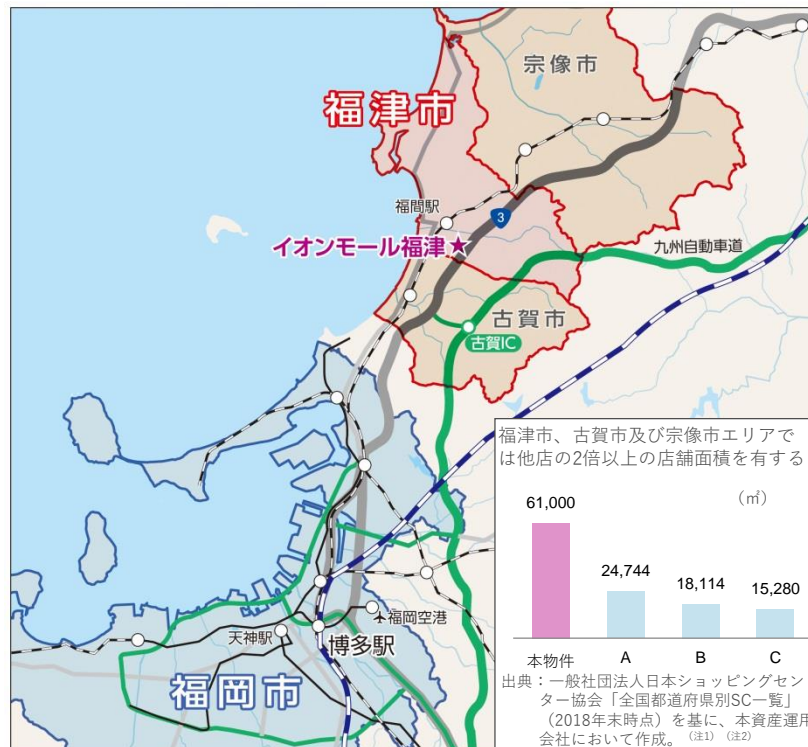 宗像市
福津市
福間駅
3
イオンモール福津★
九州自動車道
古賀市
古賀IC
福岡空港
天神駅
博多駅
福岡市
福津市、古賀市及び宗像市エリアで
は他店の2倍以上の店舗面積を有する
(㎡)
61,000
24,744
18,114
15,280
本物件
A
B
C
出典：一般社団法人日本ショッピングセン
ター協会「全国都道府県別SC一覧」
（2018年末時点）を基に、本資産運用
会社において作成。（注1）（注2）